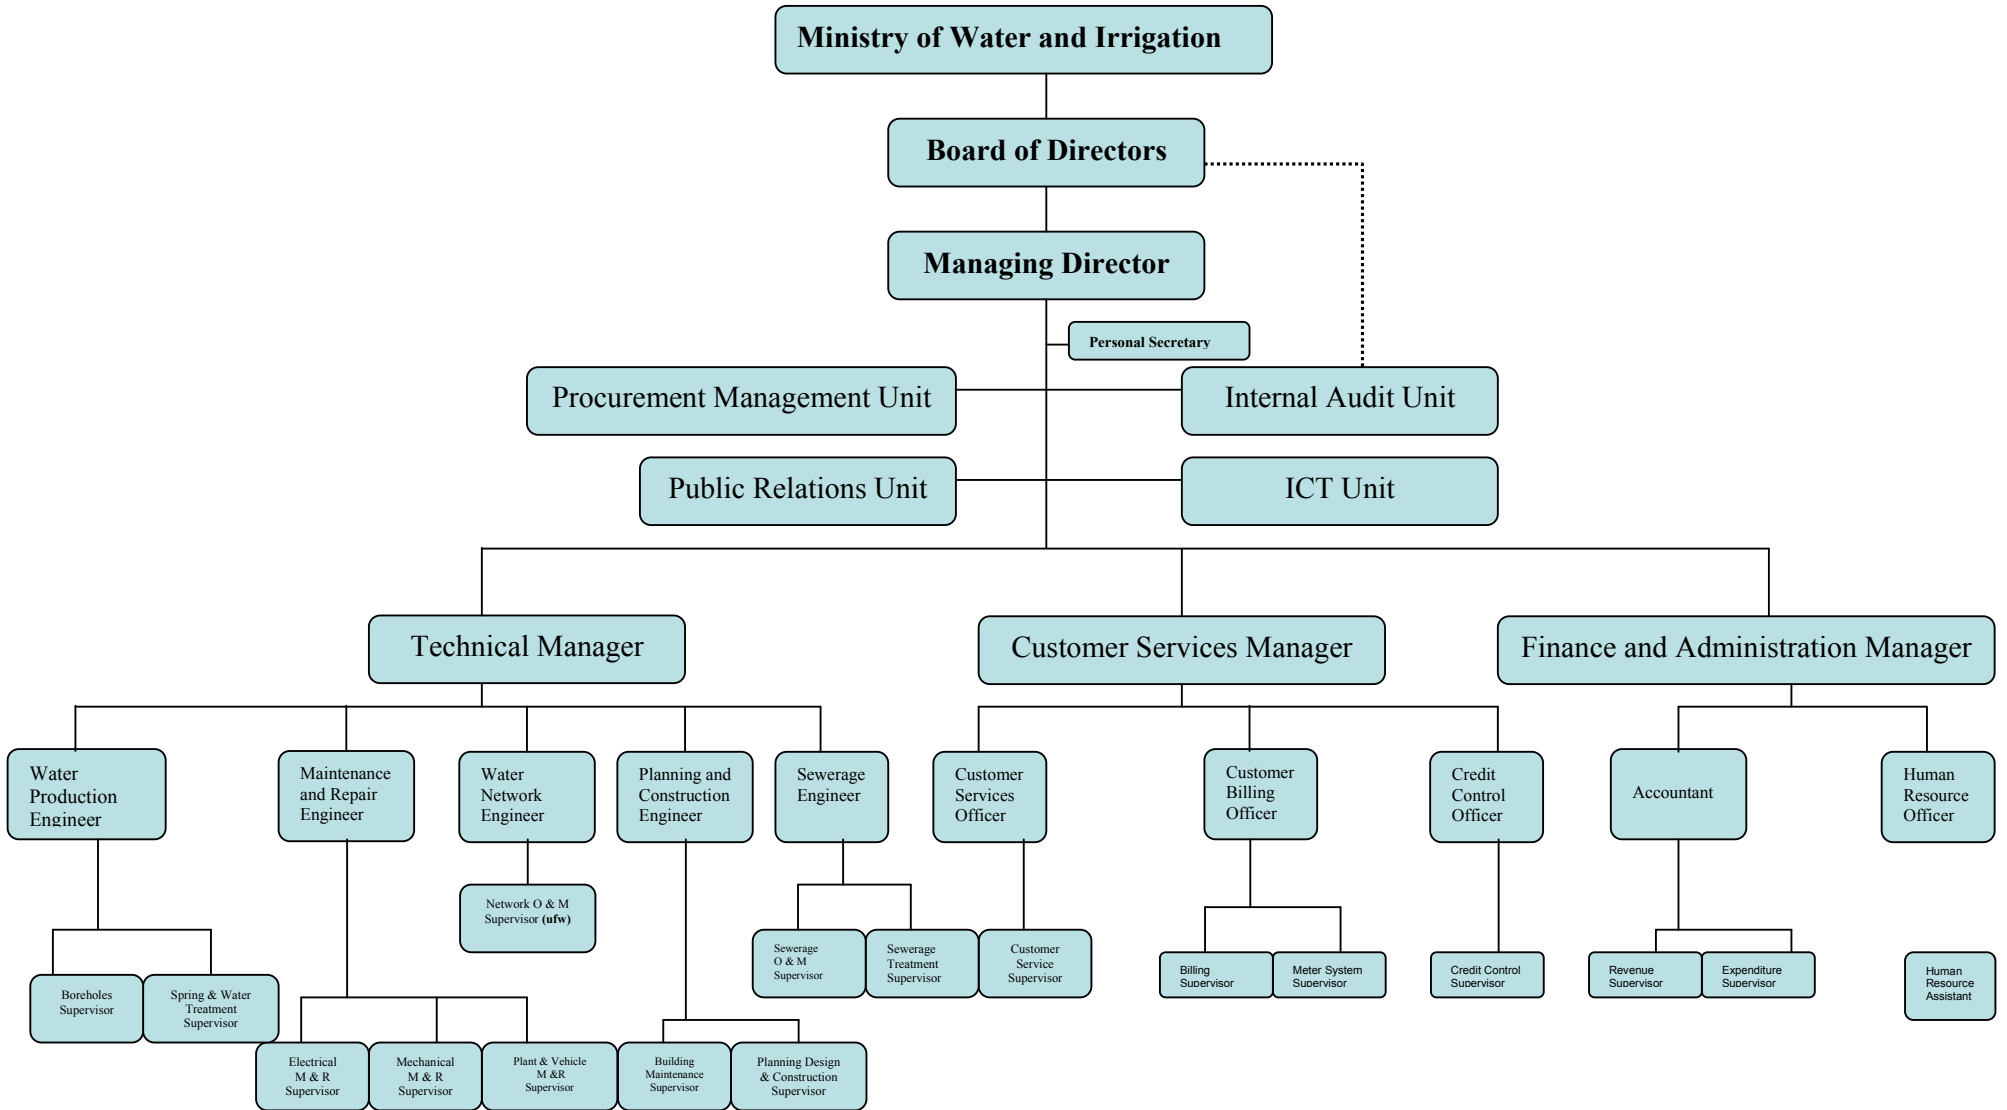 Ministry of Water and Irrigation
Board of Directors
Managing Director
Personal Secretary
Procurement Management Unit
Internal Audit Unit
Public Relations Unit
ICT Unit
Technical Manager
Customer Services Manager
Finance and Administration Manager
Water
Production
Engineer
Maintenance
and Repair
Engineer
Water
Network
Engineer
Planning and
Construction
Engineer
Sewerage
Engineer
Customer
Services
Officer
Customer
Billing
Officer
Credit
Control
Officer
Accountant
Human
Resource
Officer
Network O & M
Supervisor (ufw)
Sewerage
O & M
Supervisor
Sewerage
Treatment
Supervisor
Customer
Service
Supervisor
Billing
Supervisor
Meter System
Supervisor
Credit Control
Supervisor
Revenue
Supervisor
Expenditure
Supervisor
Human
Resource
Assistant
Boreholes
Supervisor
Spring & Water
Treatment
Supervisor
Electrical
M & R
Supervisor
Mechanical
M & R
Supervisor
Plant & Vehicle
M &R
Supervisor
Building
Maintenance
Supervisor
Planning Design
& Construction
Supervisor